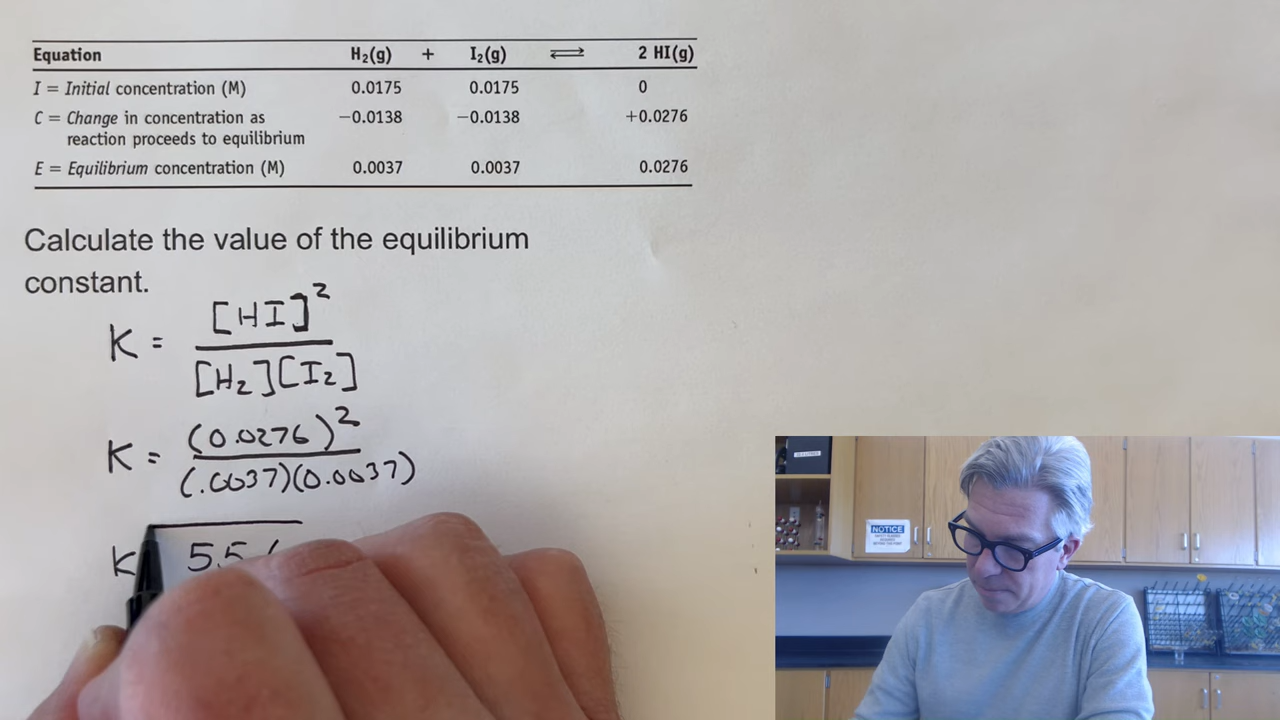 Equation H₂(g) + I₂(g) ⇌ 2 HI(g)
I = Initial concentration (M) 0.0175 0.0175 0
C = Change in concentration as −0.0138 −0.0138 +0.0276
reaction proceeds to equilibrium
E = Equilibrium concentration (M) 0.0037 0.0037 0.0276
Calculate the value of the equilibrium
constant.
K = [HI]²
[H₂][I₂]
K = (0.0276)²
(.0037)(0.0037)
K 55
NOTICE